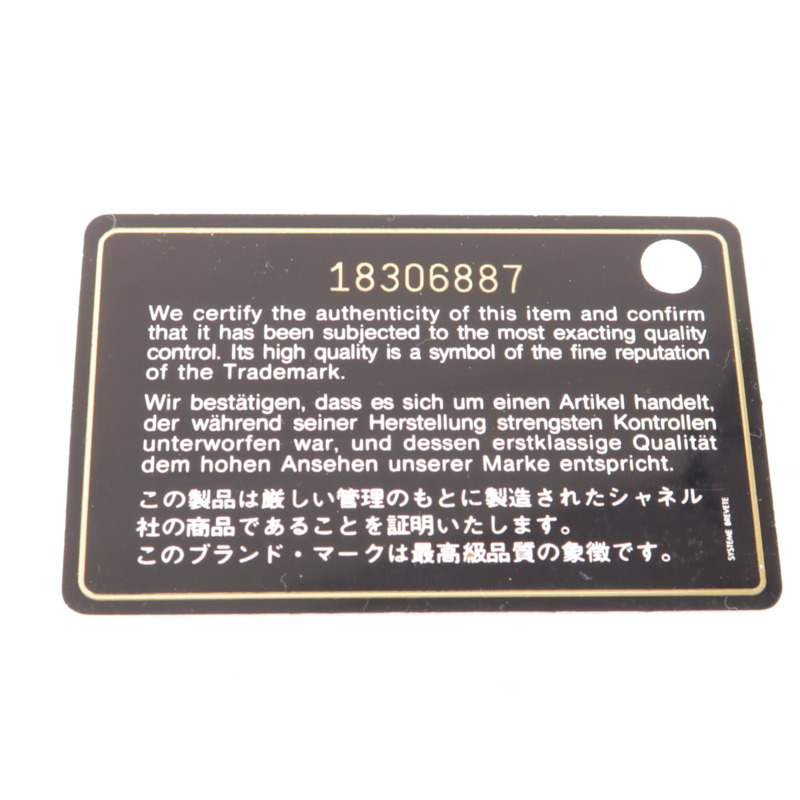 18306887
We certify the authenticity of this item and confirm
that it has been subjected to the most exacting quality
control. Its high quality is a symbol of the fine reputation
of the Trademark.
Wir bestätigen, dass es sich um einen Artikel handelt,
der während seiner Herstellung strengsten Kontrollen
unterworfen war, und dessen erstklassige Qualität
dem hohen Ansehen unserer Marke entspricht.
この製品は厳しい管理のもとに製造されたシャネル
社の商品であることを証明いたします。
このブランド・マークは最高級品質の象徴です。
SYSTEME BREVETE